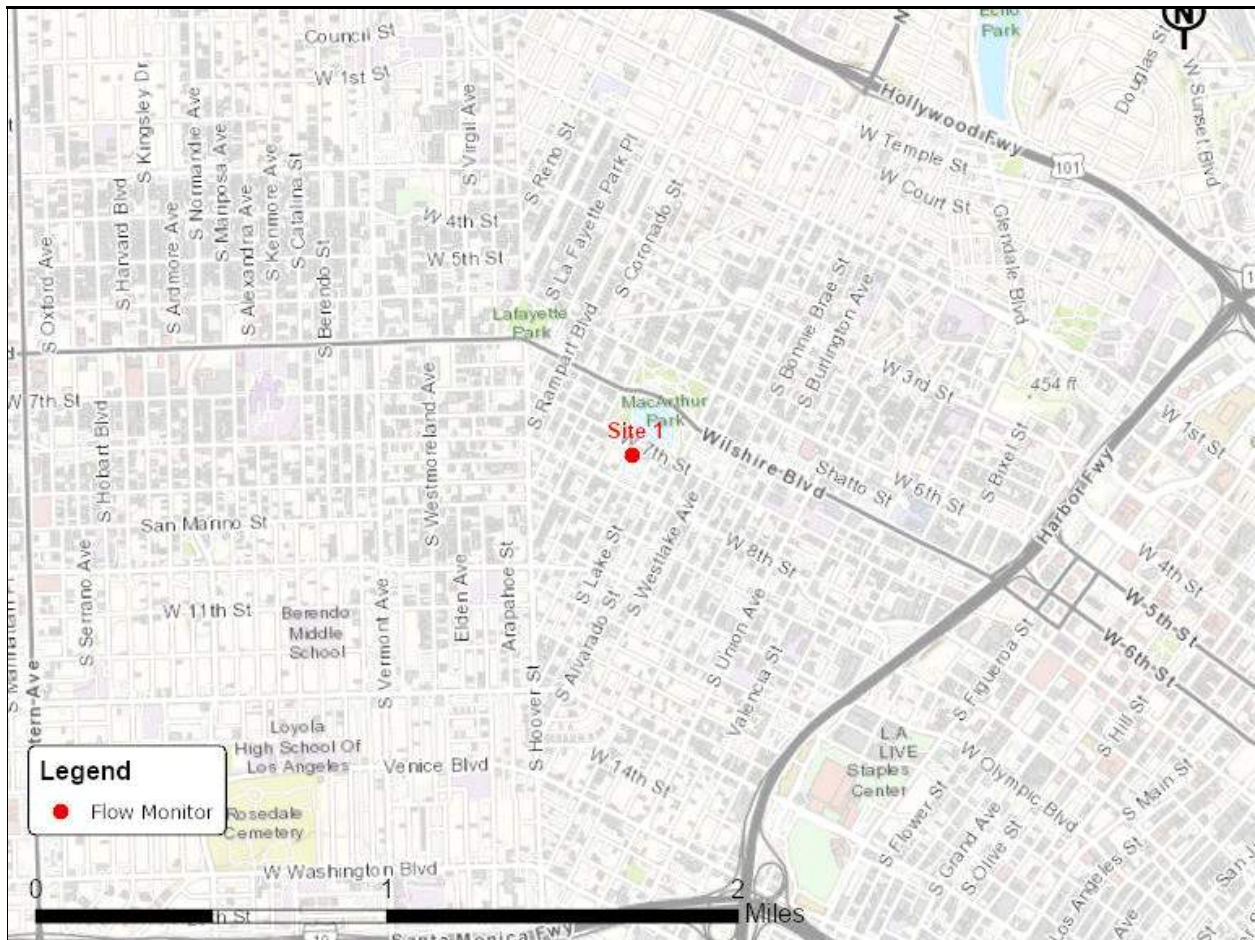 Council St
W 1st St
S Kingsley Dr
S Normandie Ave
S Mariposa Ave
S Kenmore Ave
S Catalina St
S Virgil Ave
S Reno St
S La Fayette Park Pl
S Coronado St
Echo
Park
N
Douglas St
W Sunset Blvd
Hollywood Fwy
101
W Temple St
W Court St
Glendale Blvd
S Oxford Ave
S Harvard Blvd
S Ardmore Ave
S Alexandria Ave
S Berendo St
W 4th St
W 5th St
Lafayette
Park
S Rampart Blvd
S Bonnie Brae St
S Burlington Ave
W 3rd St
454 ft
W 1st St
W 7th St
S Hobart Blvd
S Westmoreland Ave
MacArthur
Park
Site 1
W 7th St
Wilshire Blvd
Shatto St
W 6th St
S Bixel St
Harbor Fwy
San Marino St
S Serrano Ave
W 11th St
Berendo
Middle
School
S Vermont Ave
Elden Ave
Arapahoe St
S Lake St
S Alvarado St
S Westlake Ave
W 8th St
S Union Ave
Valencia St
W 4th St
W 5th St
W 6th St
S Figueroa St
S Hill St
S Hoover St
Loyola
High School Of
Los Angeles
Venice Blvd
W 14th St
L.A.
LIVE
Staples
Center
W Olympic Blvd
S Main St
S Flower St
S Grand Ave
S Olive St
Los Angeles St
Legend
Flow Monitor
Rosedale
Cemetery
W Washington Blvd
0
1
2
Miles
Santa Monica Fwy